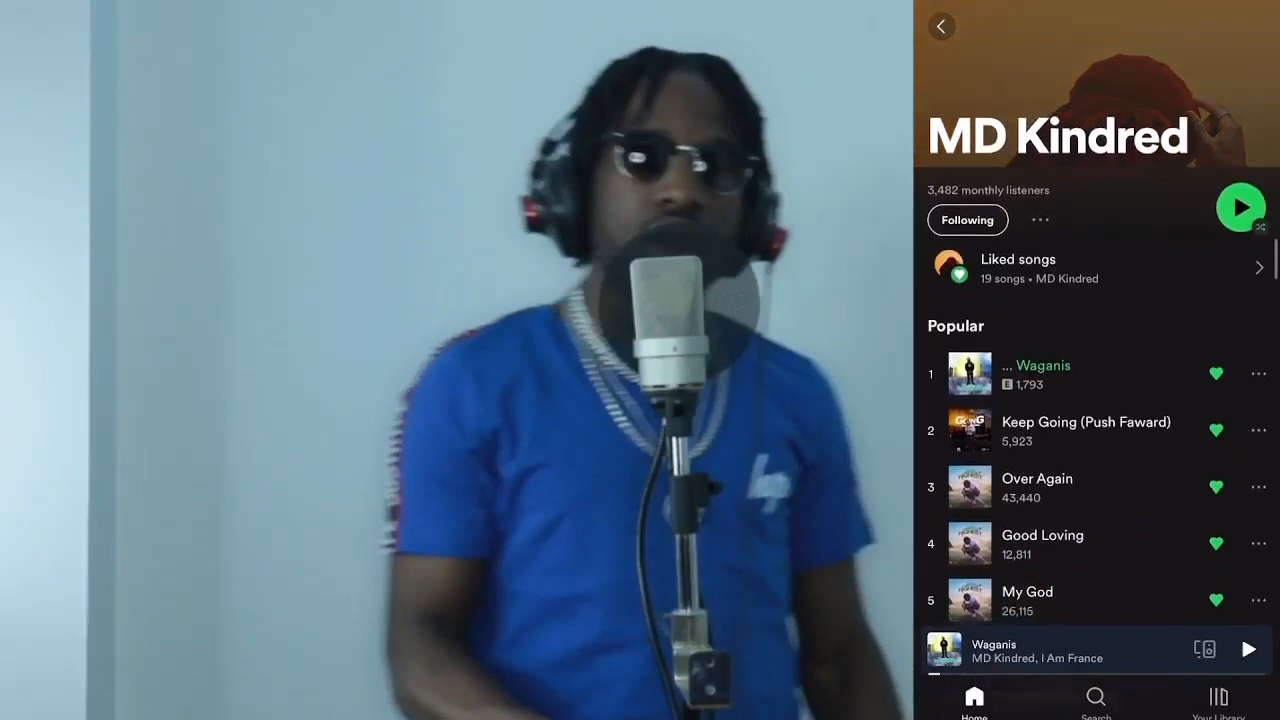 MD Kindred
3,482 monthly listeners
Following
Liked songs
19 songs • MD Kindred
Popular
1
... Waganis
E 1,793
2
Keep Going (Push Faward)
5,923
3
Over Again
43,440
4
Good Loving
12,811
5
My God
26,115
Waganis
MD Kindred, I Am France
Home
Search
Your Library